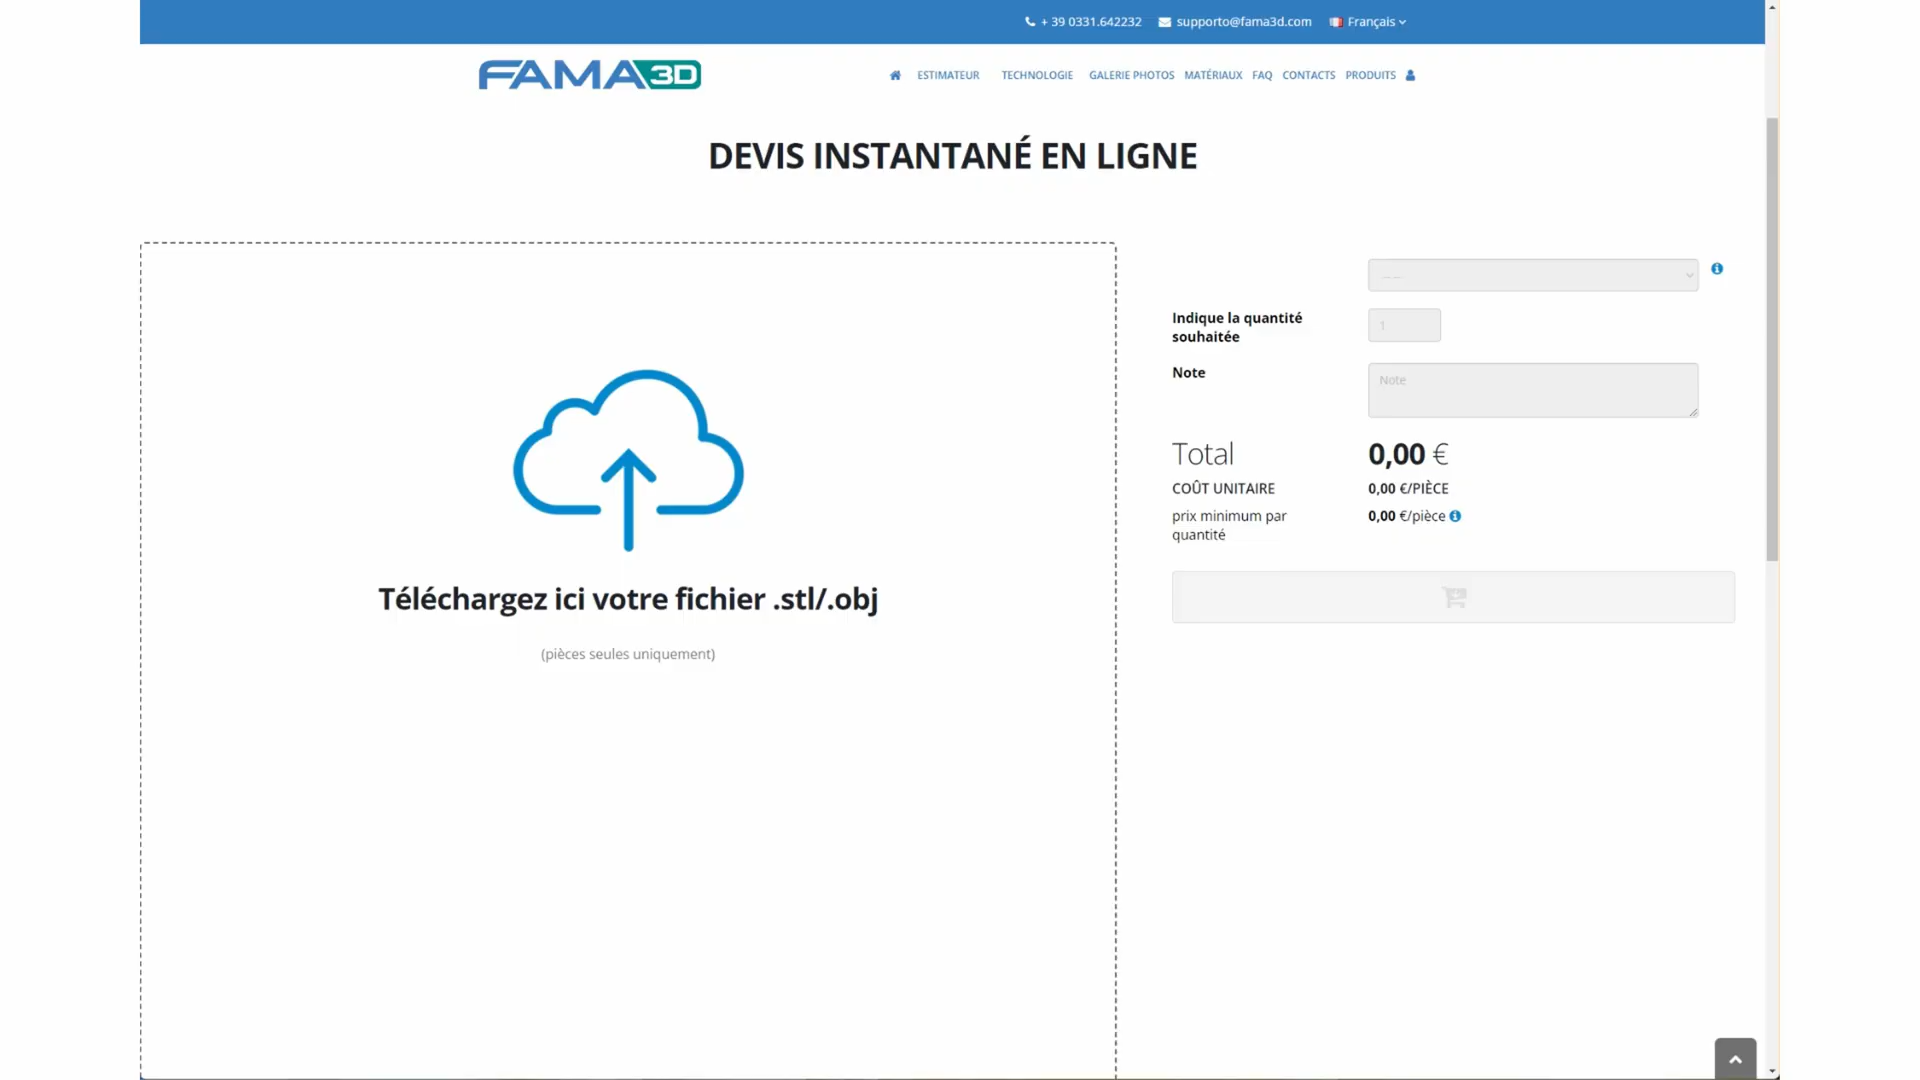 + 39 0331.642232 supporto@fama3d.com Français
FAMA3D
ESTIMATEUR TECHNOLOGIE GALERIE PHOTOS MATÉRIAUX FAQ CONTACTS PRODUITS
DEVIS INSTANTANÉ EN LIGNE
Téléchargez ici votre fichier .stl/.obj
(pièces seules uniquement)
Indique la quantité
souhaitée
1
Note
Note
Total 0,00 €
COÛT UNITAIRE 0,00 €/PIÈCE
prix minimum par
quantité
0,00 €/pièce